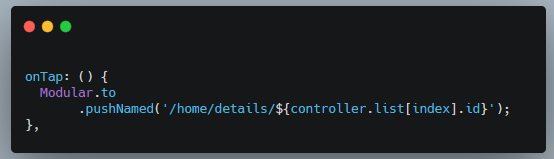 onTap: () {
  Modular.to
      .pushNamed('/home/details/${controller.list[index].id}');
},